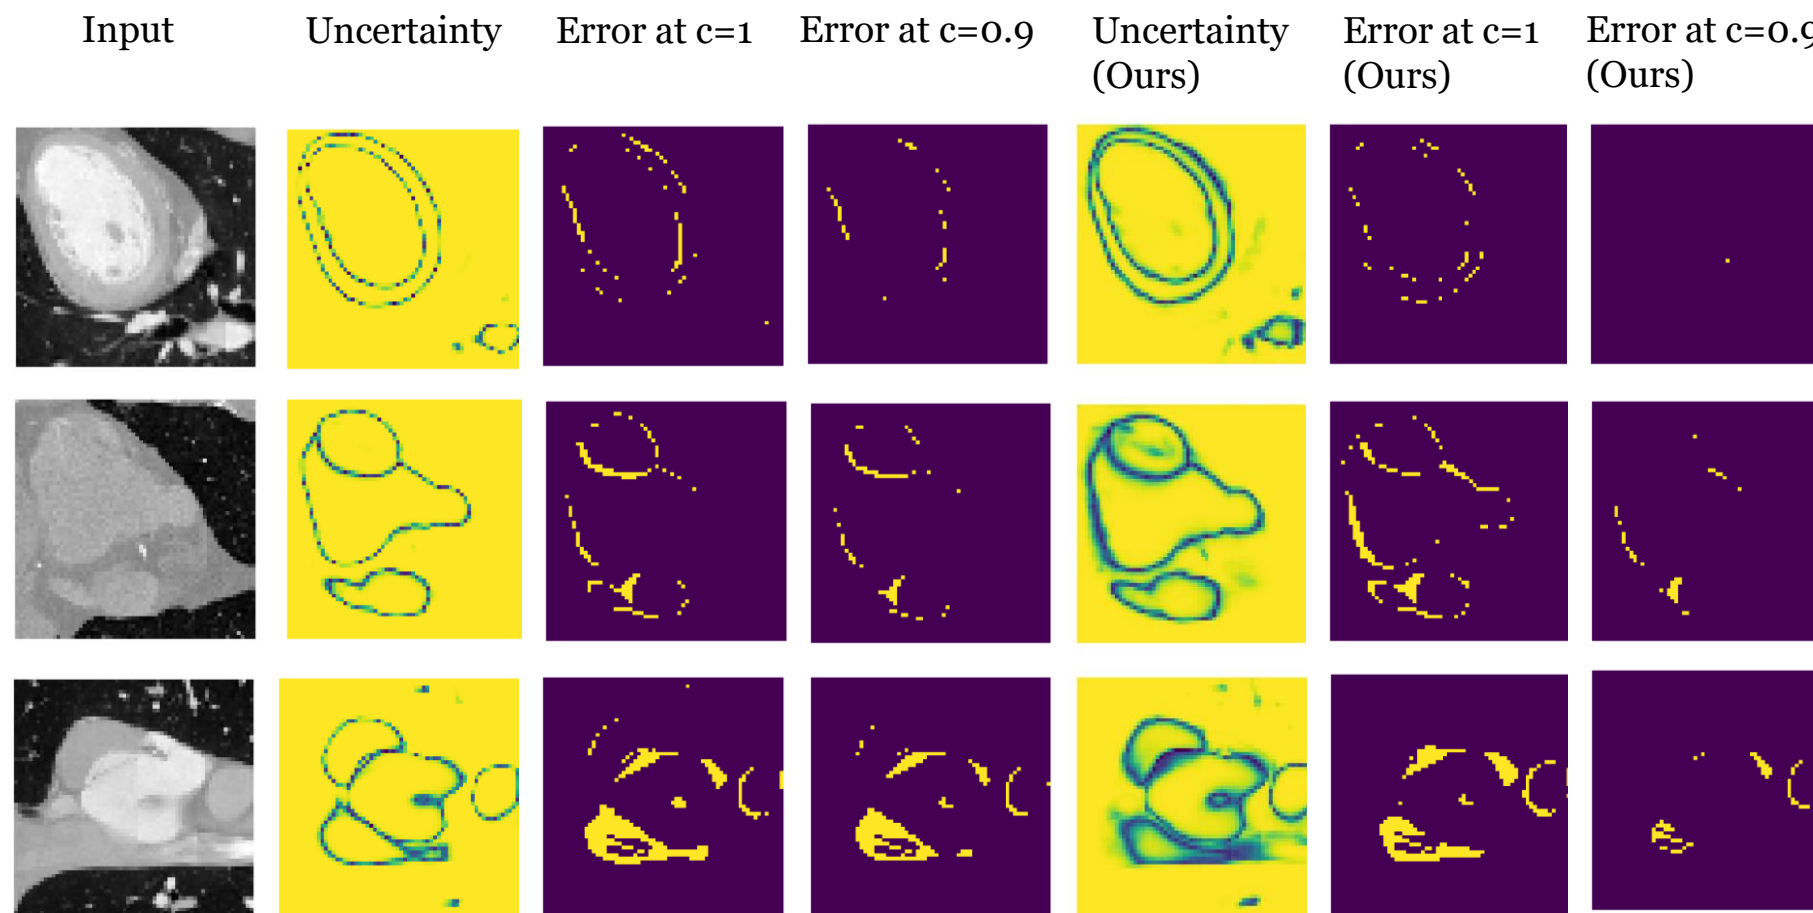 Input
Uncertainty
Error at c=1
Error at c=0.9
Uncertainty
(Ours)
Error at c=1
(Ours)
Error at c=0.9
(Ours)